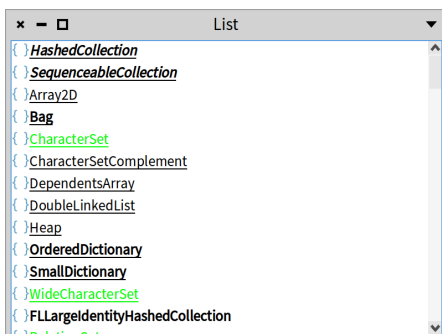 List
{ }HashedCollection
{ }SequenceableCollection
{ }Array2D
{ }Bag
{ }CharacterSet
{ }CharacterSetComplement
{ }DependentsArray
{ }DoubleLinkedList
{ }Heap
{ }OrderedDictionary
{ }SmallDictionary
{ }WideCharacterSet
{ }FLLargeIdentityHashedCollection